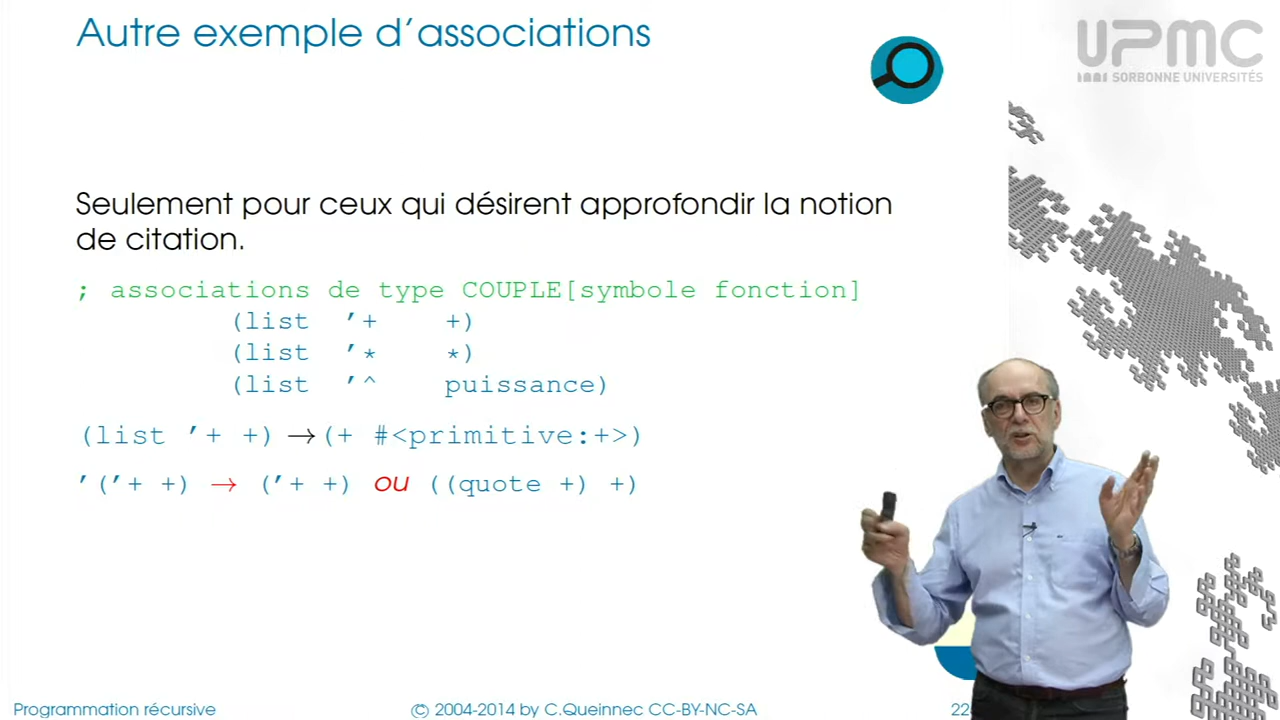 Autre exemple d’associations
UPMC
SORBONNE UNIVERSITÉS
Seulement pour ceux qui désirent approfondir la notion
de citation.
; associations de type COUPLE[symbole fonction]
(list ’+ +)
(list ’* *)
(list ’^ puissance)
(list ’+ +) → (+ #<primitive:+>)
’(’+ +) → (’+ +) ou ((quote +) +)
Programmation récursive
© 2004-2014 by C.Queinnec CC-BY-NC-SA